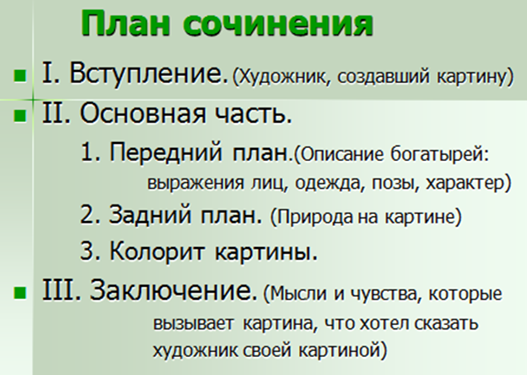 План сочинения
I. Вступление. (Художник, создавший картину)
II. Основная часть.
1. Передний план.(Описание богатырей:
выражения лиц, одежда, позы, характер)
2. Задний план. (Природа на картине)
3. Колорит картины.
III. Заключение. (Мысли и чувства, которые
вызывает картина, что хотел сказать
художник своей картиной)